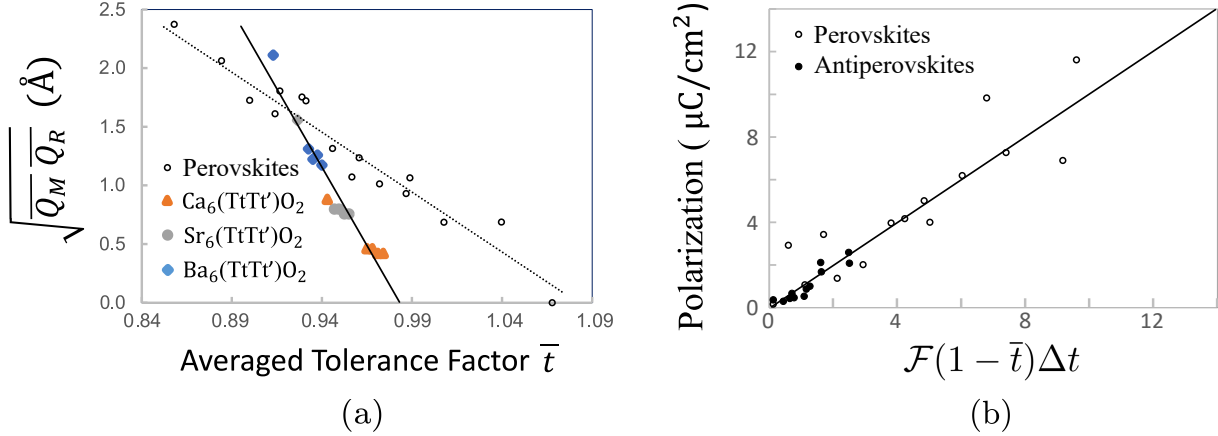 2.5
2.0
1.5
1.0
0.5
0.0
0.84
0.89
0.94
0.99
1.04
1.09
√(Q̅_M Q̅_R) (Å)
Perovskites
Ca₆(TtTt′)O₂
Sr₆(TtTt′)O₂
Ba₆(TtTt′)O₂
Averaged Tolerance Factor t̅
(a)
12
8
4
0
0
4
8
12
Polarization ( μC/cm²)
Perovskites
Antiperovskites
ℱ(1 − t̅)Δt
(b)